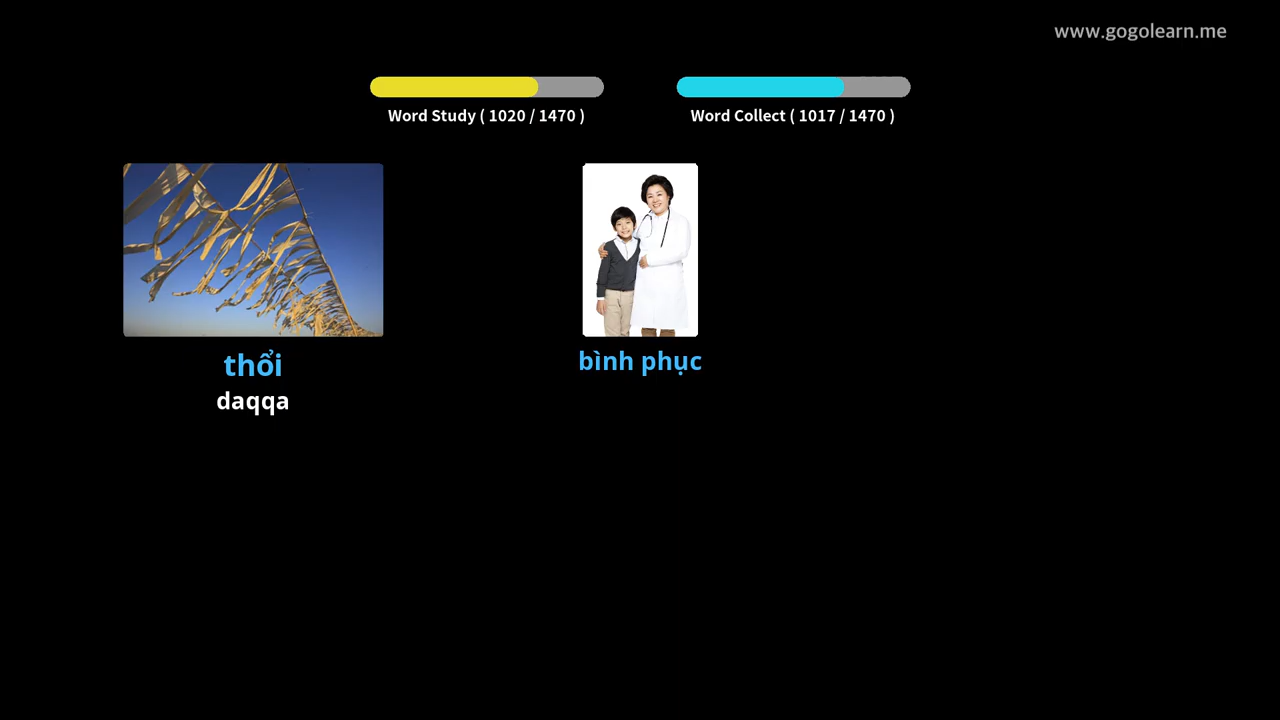 www.gogolearn.me
Word Study ( 1020 / 1470 )
Word Collect ( 1017 / 1470 )
thổi
daqqa
bình phục